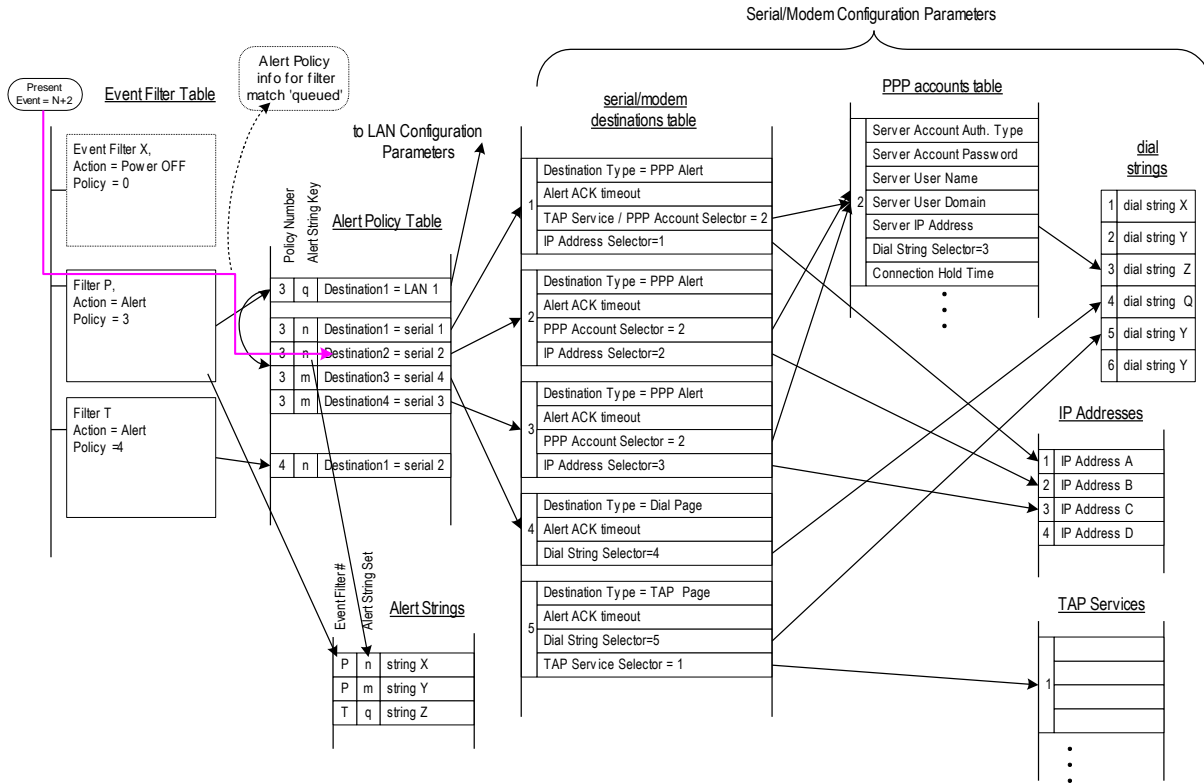 Serial/Modem Configuration Parameters
Present
Event = N+2
Alert Policy
info for filter
match 'queued'
Event Filter Table
Event Filter X,
Action = Power OFF
Policy = 0
Filter P,
Action = Alert
Policy = 3
Filter T
Action = Alert
Policy =4
to LAN Configuration
Parameters
Policy Number
Alert String Key
Alert Policy Table
3 q Destination1 = LAN 1
3 n Destination1 = serial 1
3 n Destination2 = serial 2
3 m Destination3 = serial 4
3 m Destination4 = serial 3
4 n Destination1 = serial 2
Event Filter #
Alert String Set
Alert Strings
P n string X
P m string Y
T q string Z
serial/modem
destinations table
1
Destination Type = PPP Alert
Alert ACK timeout
TAP Service / PPP Account Selector = 2
IP Address Selector=1
2
Destination Type = PPP Alert
Alert ACK timeout
PPP Account Selector = 2
IP Address Selector=2
3
Destination Type = PPP Alert
Alert ACK timeout
PPP Account Selector = 2
IP Address Selector=3
4
Destination Type = Dial Page
Alert ACK timeout
Dial String Selector=4
5
Destination Type = TAP Page
Alert ACK timeout
Dial String Selector=5
TAP Service Selector = 1
PPP accounts table
2
Server Account Auth. Type
Server Account Password
Server User Name
Server User Domain
Server IP Address
Dial String Selector=3
Connection Hold Time
dial
strings
1 dial string X
2 dial string Y
3 dial string Z
4 dial string Q
5 dial string Y
6 dial string Y
IP Addresses
1 IP Address A
2 IP Address B
3 IP Address C
4 IP Address D
TAP Services
1